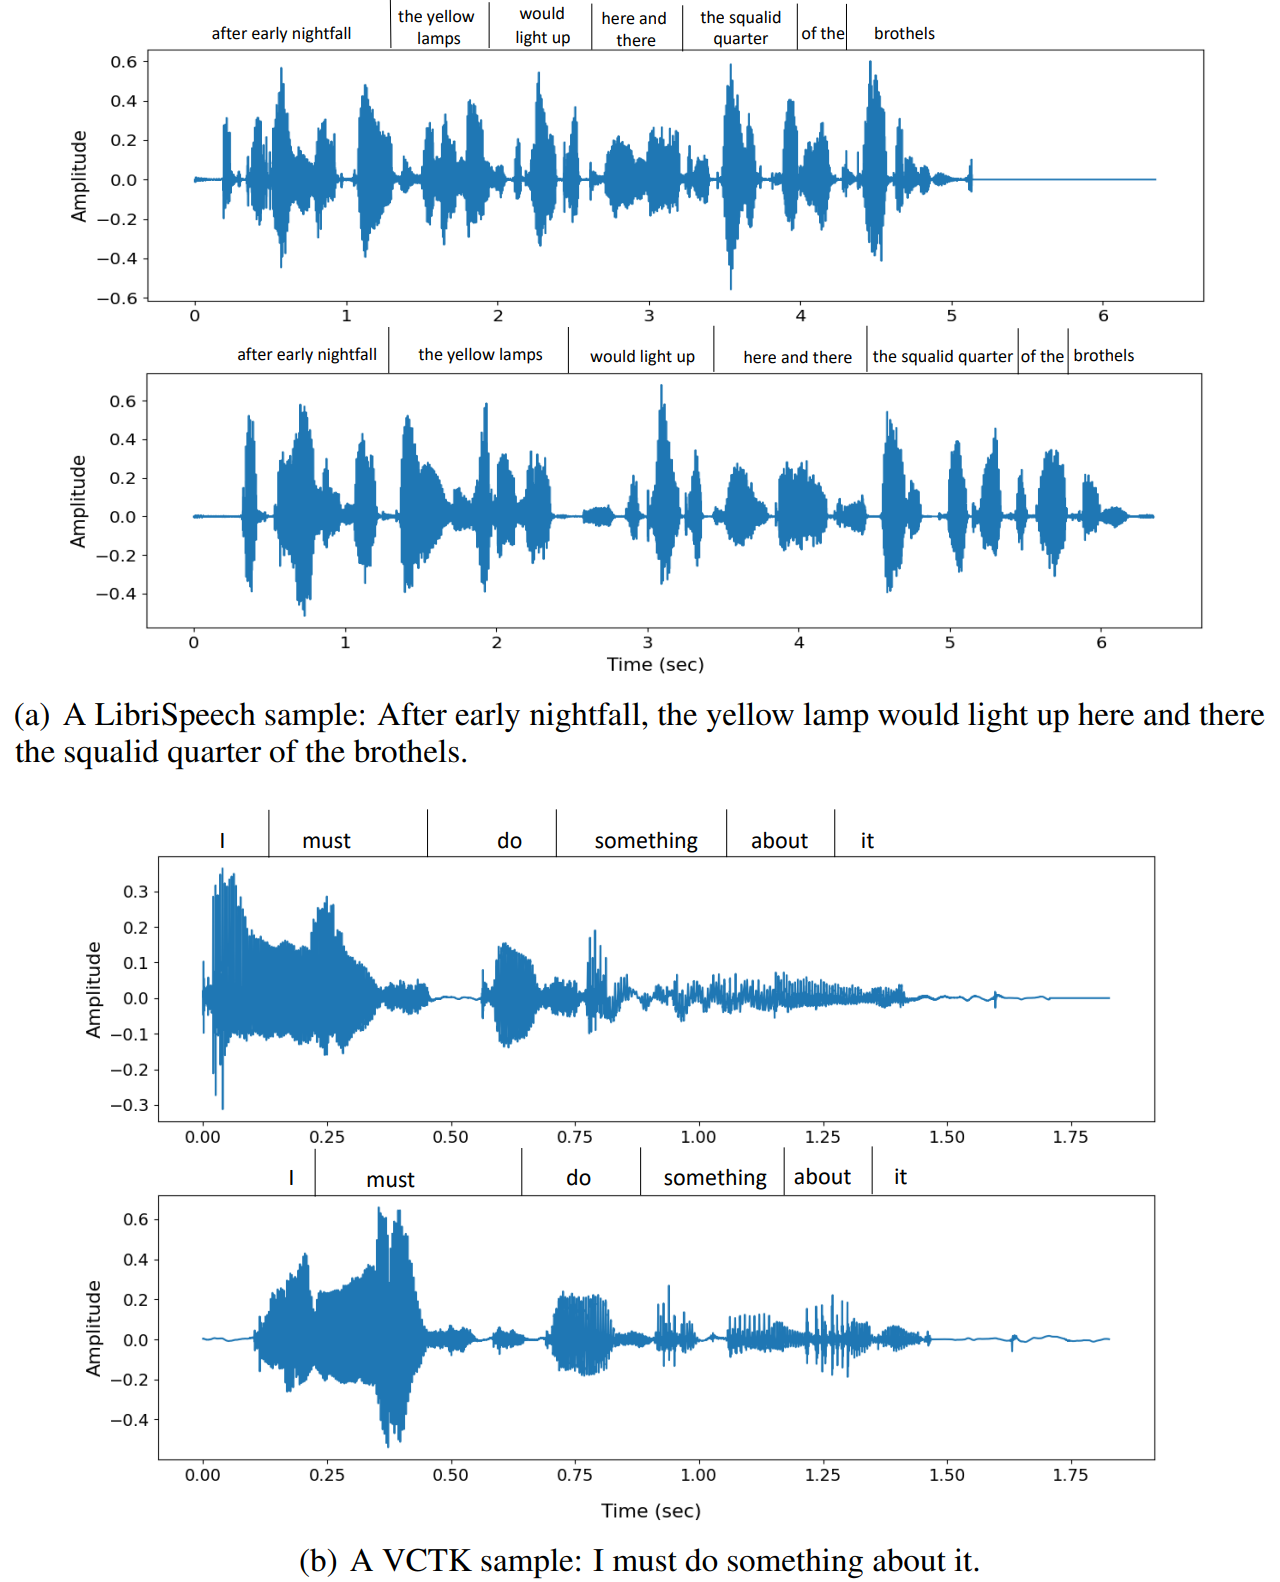 after early nightfall
the yellow
lamps
would
light up
here and
there
the squalid
quarter
of the
brothels
0.6
0.4
0.2
0.0
−0.2
−0.4
−0.6
Amplitude
0 1 2 3 4 5 6
after early nightfall the yellow lamps would light up here and there the squalid quarter of the brothels
0.6
0.4
0.2
0.0
−0.2
−0.4
Amplitude
0 1 2 3 4 5 6
Time (sec)
(a) A LibriSpeech sample: After early nightfall, the yellow lamp would light up here and there
the squalid quarter of the brothels.
I must do something about it
0.3
0.2
0.1
0.0
−0.1
−0.2
−0.3
Amplitude
0.00 0.25 0.50 0.75 1.00 1.25 1.50 1.75
I must do something about it
0.6
0.4
0.2
0.0
−0.2
−0.4
Amplitude
0.00 0.25 0.50 0.75 1.00 1.25 1.50 1.75
Time (sec)
(b) A VCTK sample: I must do something about it.